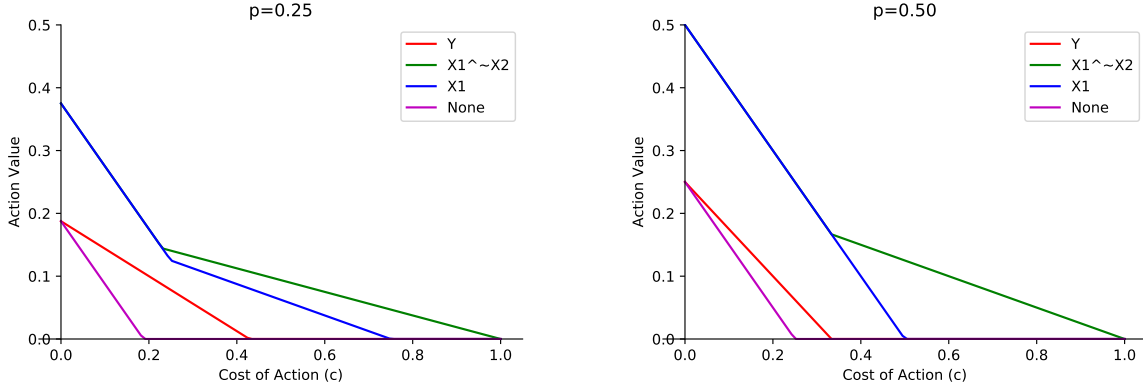 p=0.25
0.5
0.4
0.3
0.2
0.1
0.0
Action Value
0.0 0.2 0.4 0.6 0.8 1.0
Cost of Action (c)
Y
X1^~X2
X1
None
p=0.50
0.5
0.4
0.3
0.2
0.1
0.0
Action Value
0.0 0.2 0.4 0.6 0.8 1.0
Cost of Action (c)
Y
X1^~X2
X1
None